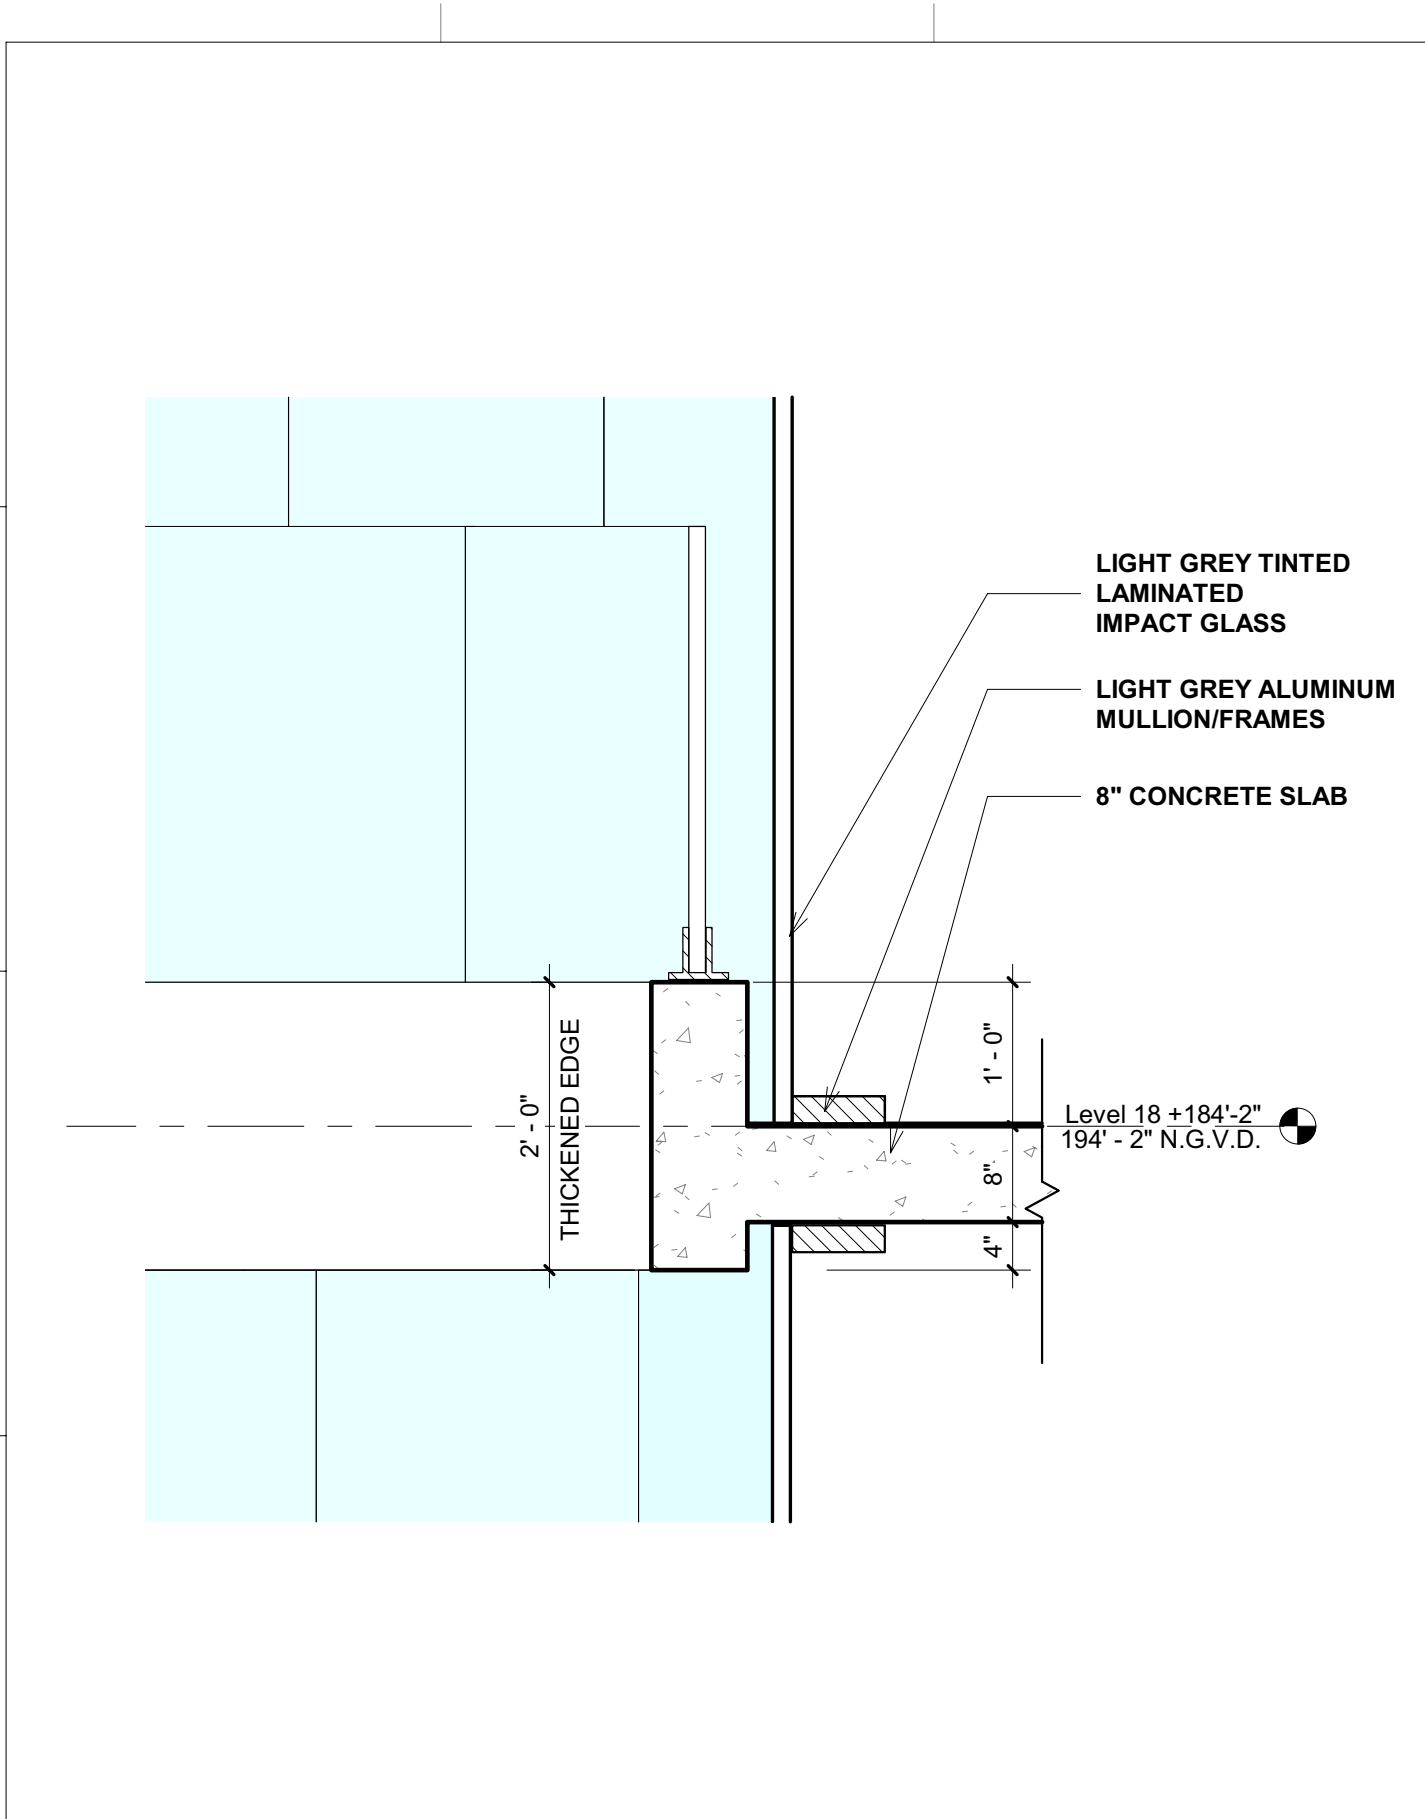 LIGHT GREY TINTED
LAMINATED
IMPACT GLASS
LIGHT GREY ALUMINUM
MULLION/FRAMES
8" CONCRETE SLAB
2' - 0"
THICKENED EDGE
1' - 0"
8"
4"
Level 18 +184'-2"
194' - 2" N.G.V.D.